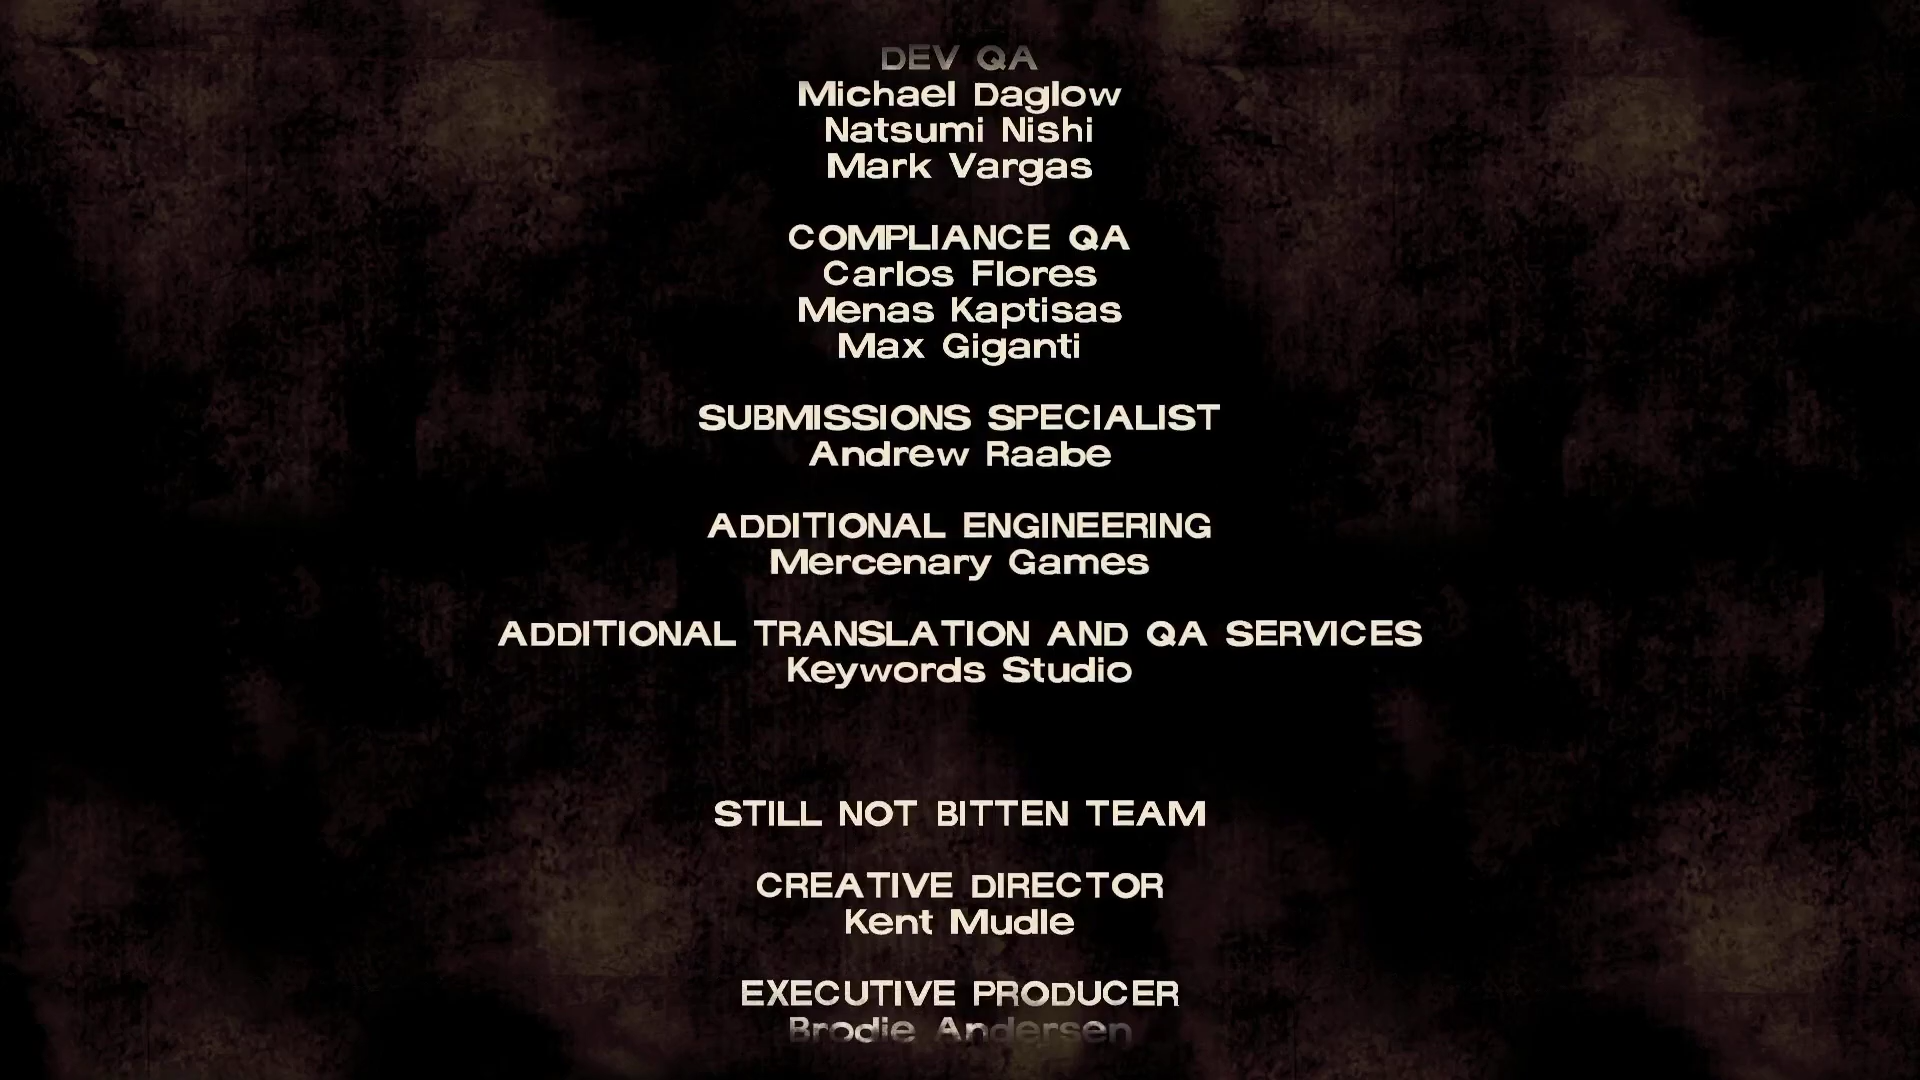 DEV QA
Michael Daglow
Natsumi Nishi
Mark Vargas
COMPLIANCE QA
Carlos Flores
Menas Kaptisas
Max Giganti
SUBMISSIONS SPECIALIST
Andrew Raabe
ADDITIONAL ENGINEERING
Mercenary Games
ADDITIONAL TRANSLATION AND QA SERVICES
Keywords Studio
STILL NOT BITTEN TEAM
CREATIVE DIRECTOR
Kent Mudle
EXECUTIVE PRODUCER
Brodie Andersen